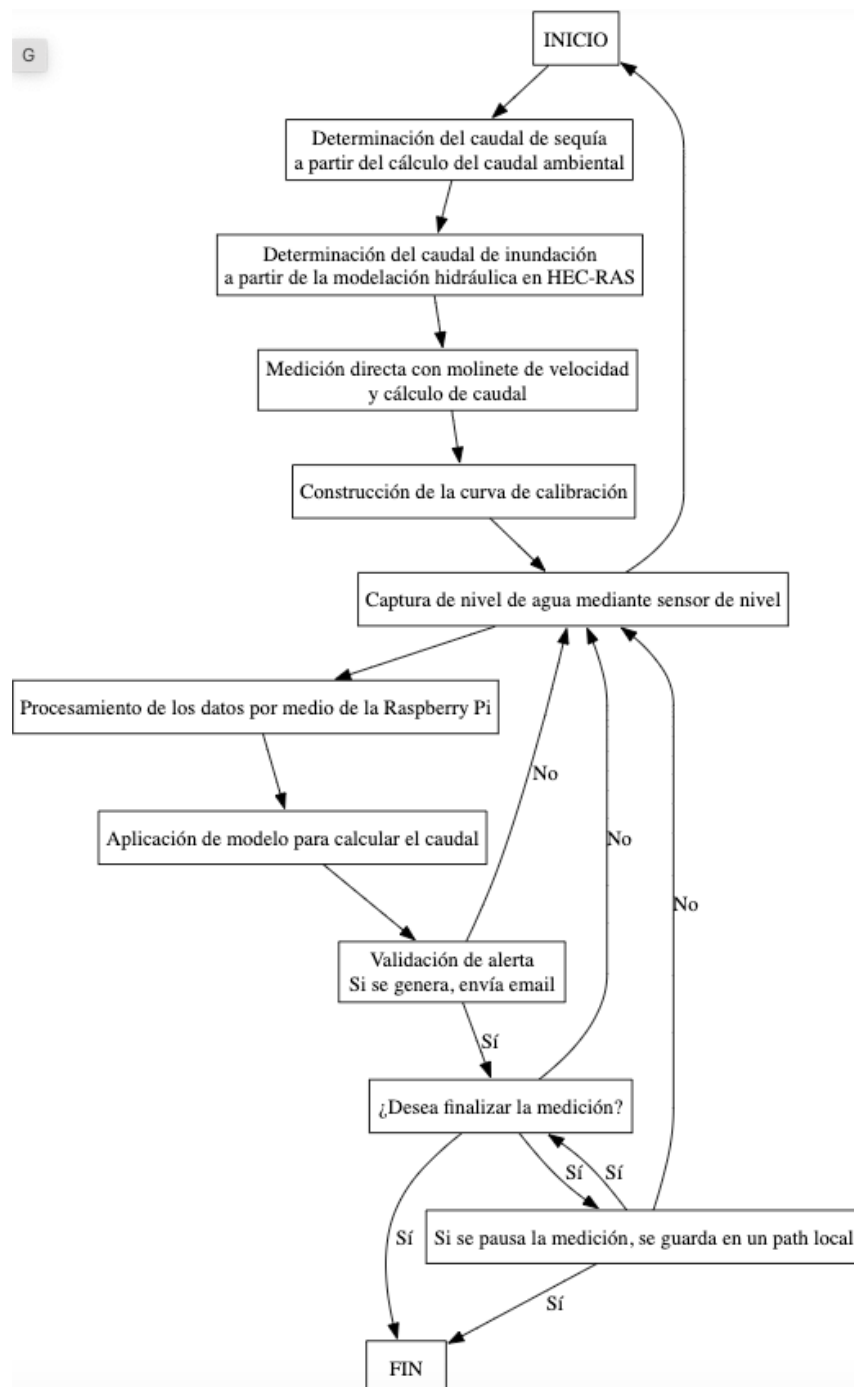 G
INICIO
Determinación del caudal de sequía
a partir del cálculo del caudal ambiental
Determinación del caudal de inundación
a partir de la modelación hidráulica en HEC-RAS
Medición directa con molinete de velocidad
y cálculo de caudal
Construcción de la curva de calibración
Captura de nivel de agua mediante sensor de nivel
Procesamiento de los datos por medio de la Raspberry Pi
No
Aplicación de modelo para calcular el caudal
No
No
Validación de alerta
Si se genera, envía email
Sí
¿Desea finalizar la medición?
Sí
Sí
Sí
Si se pausa la medición, se guarda en un path local
Sí
FIN